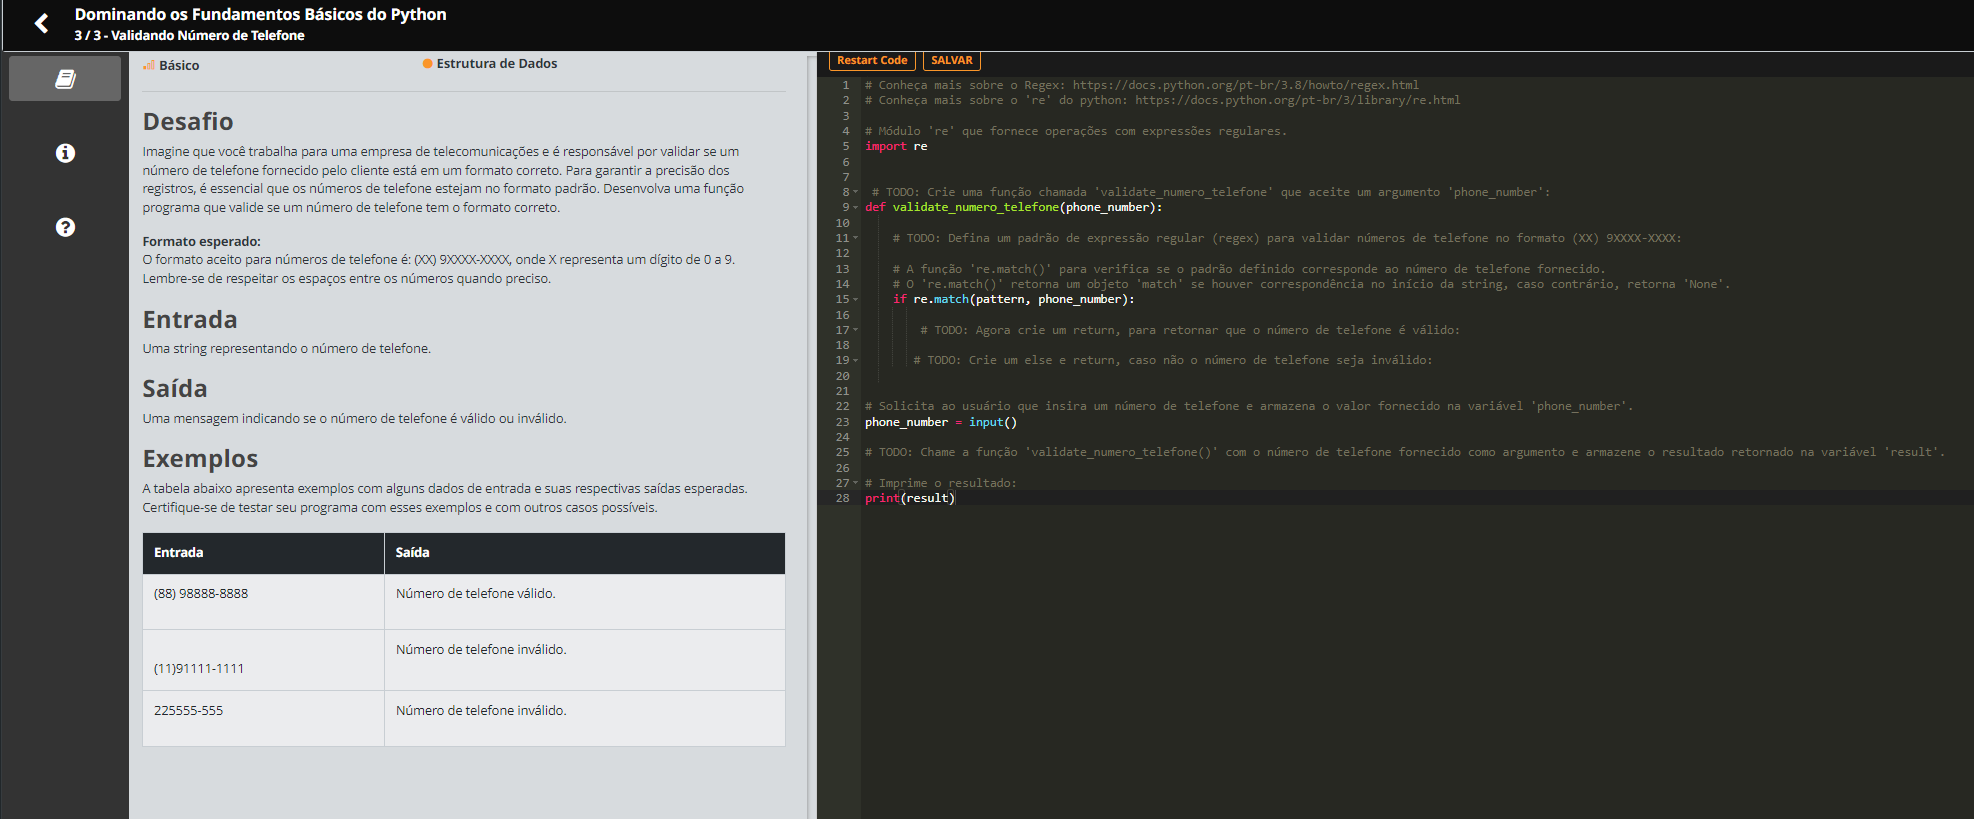 Dominando os Fundamentos Básicos do Python
3 / 3 - Validando Número de Telefone
Básico
Estrutura de Dados
Desafio
Imagine que você trabalha para uma empresa de telecomunicações e é responsável por validar se um
número de telefone fornecido pelo cliente está em um formato correto. Para garantir a precisão dos
registros, é essencial que os números de telefone estejam no formato padrão. Desenvolva uma função
programa que valide se um número de telefone tem o formato correto.
Formato esperado:
O formato aceito para números de telefone é: (XX) 9XXXX-XXXX, onde X representa um dígito de 0 a 9.
Lembre-se de respeitar os espaços entre os números quando preciso.
Entrada
Uma string representando o número de telefone.
Saída
Uma mensagem indicando se o número de telefone é válido ou inválido.
Exemplos
A tabela abaixo apresenta exemplos com alguns dados de entrada e suas respectivas saídas esperadas.
Certifique-se de testar seu programa com esses exemplos e com outros casos possíveis.
Entrada Saída
(88) 98888-8888 Número de telefone válido.
(11)91111-1111 Número de telefone inválido.
225555-555 Número de telefone inválido.
Restart Code SALVAR
1 # Conheça mais sobre o Regex: https://docs.python.org/pt-br/3.8/howto/regex.html
2 # Conheça mais sobre o 're' do python: https://docs.python.org/pt-br/3/library/re.html
3
4 # Módulo 're' que fornece operações com expressões regulares.
5 import re
6
7
8 # TODO: Crie uma função chamada 'validate_numero_telefone' que aceite um argumento 'phone_number':
9 def validate_numero_telefone(phone_number):
10
11 # TODO: Defina um padrão de expressão regular (regex) para validar números de telefone no formato (XX) 9XXXX-XXXX:
12
13 # A função 're.match()' para verifica se o padrão definido corresponde ao número de telefone fornecido.
14 # O 're.match()' retorna um objeto 'match' se houver correspondência no início da string, caso contrário, retorna 'None'.
15 if re.match(pattern, phone_number):
16
17 # TODO: Agora crie um return, para retornar que o número de telefone é válido:
18
19 # TODO: Crie um else e return, caso não o número de telefone seja inválido:
20
21
22 # Solicita ao usuário que insira um número de telefone e armazena o valor fornecido na variável 'phone_number'.
23 phone_number = input()
24
25 # TODO: Chame a função 'validate_numero_telefone()' com o número de telefone fornecido como argumento e armazene o resultado retornado na variável 'result'.
26
27 # Imprime o resultado:
28 print(result)